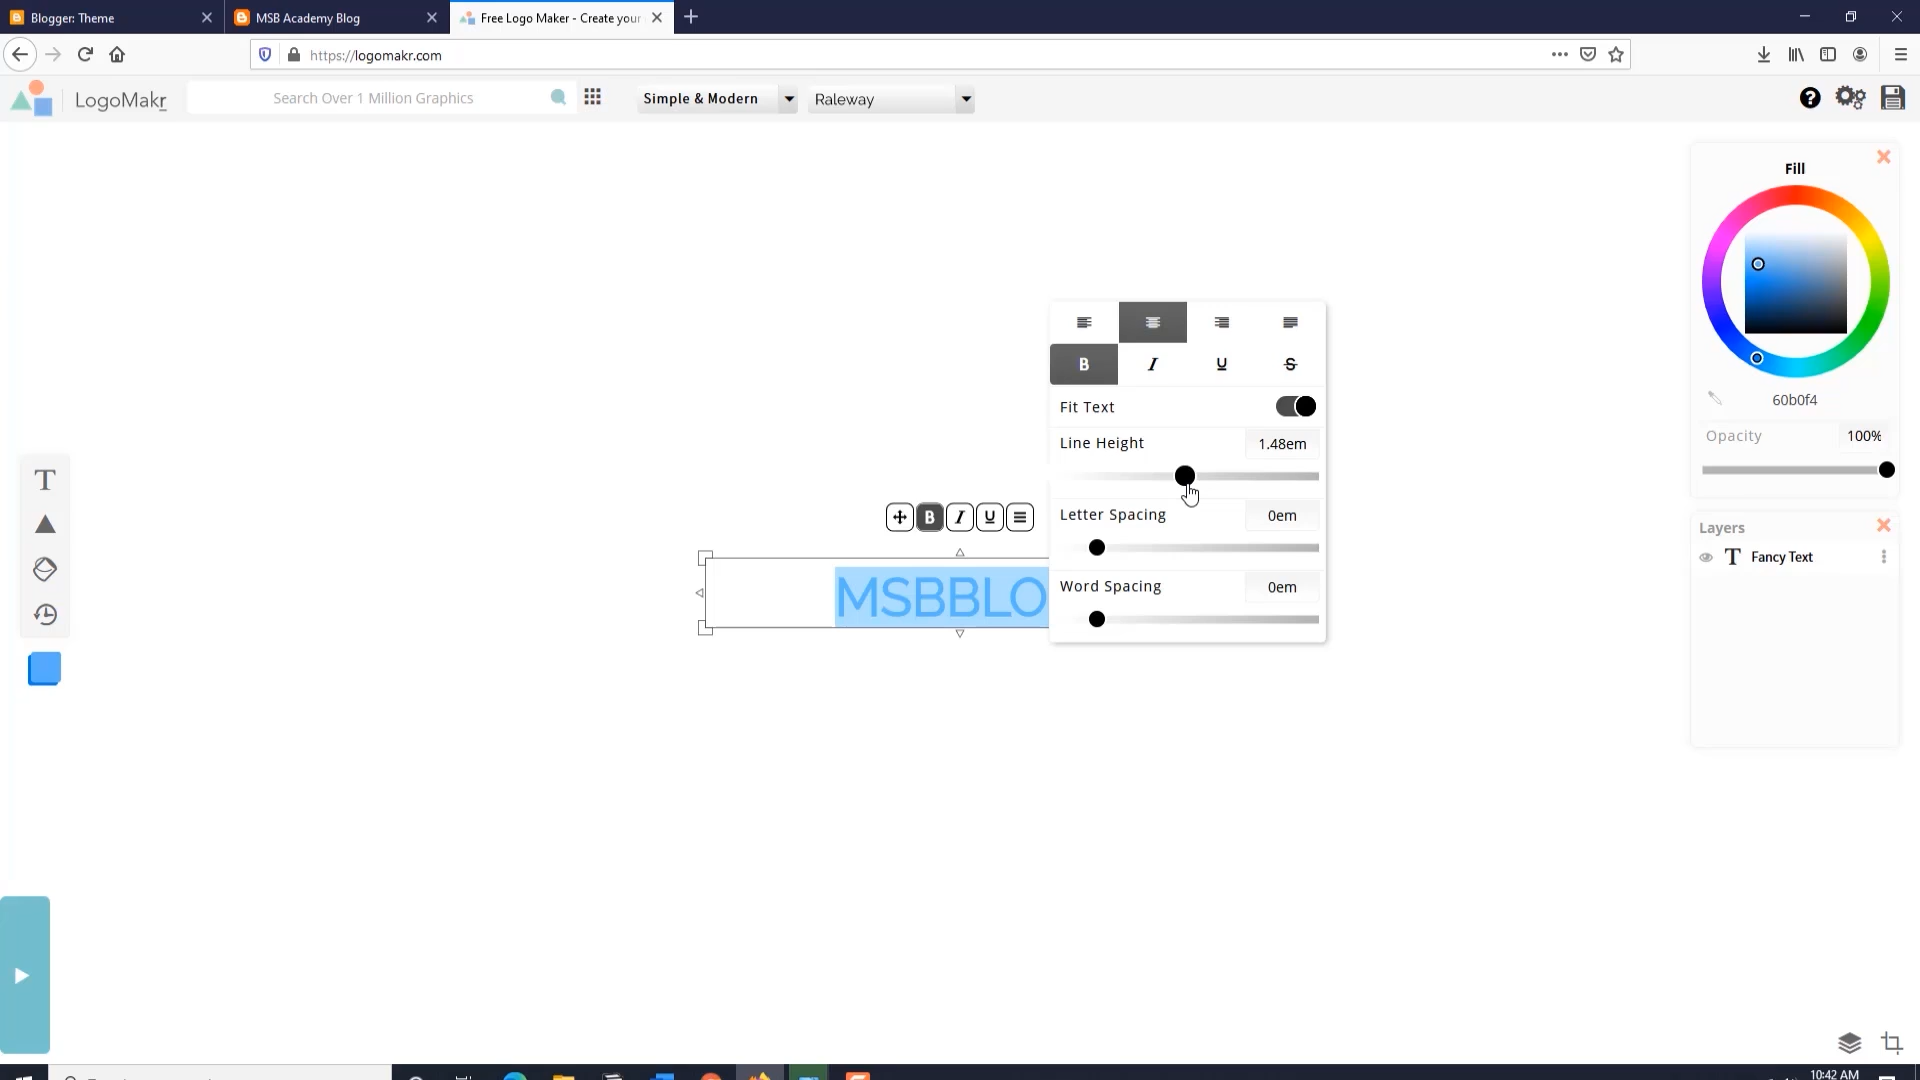 Blogger: Theme
MSB Academy Blog
Free Logo Maker - Create your
https://logomakr.com
LogoMakr
Search Over 1 Million Graphics
Simple & Modern
Raleway
Fill
60b0f4
Opacity 100%
B I U S
Fit Text
Line Height 1.48em
B I U
Letter Spacing 0em
MSBBLO
Word Spacing 0em
Layers
T Fancy Text
T
10:42 AM